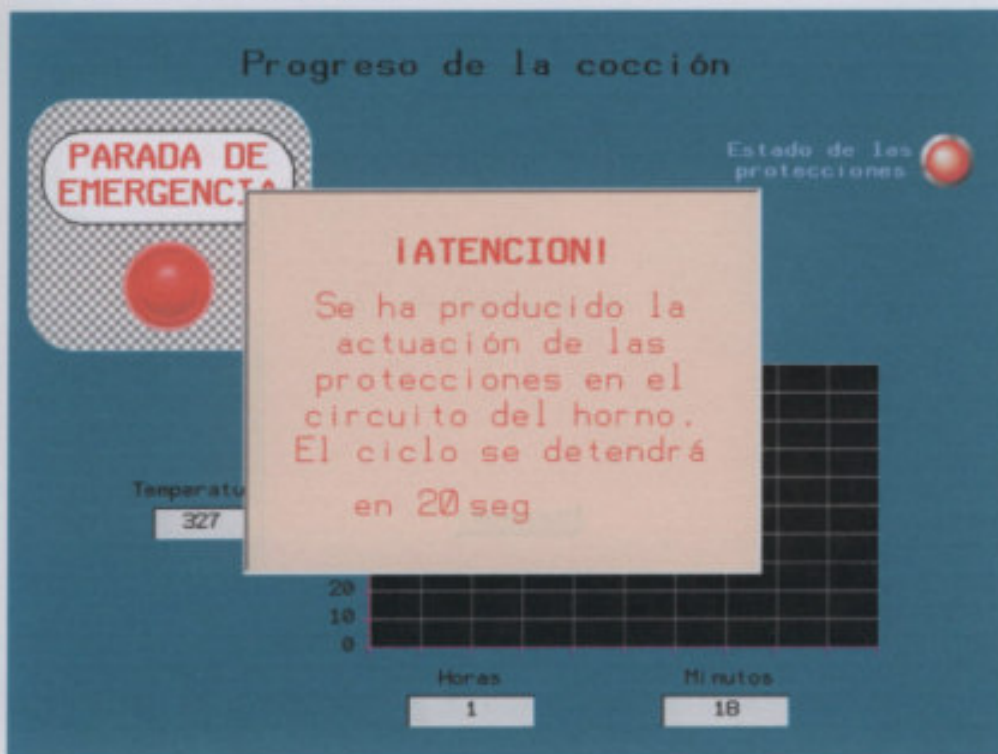 Progreso de la cocción
PARADA DE
EMERGENCIA
Estado de las
protecciones
¡ATENCION!
Se ha producido la
actuación de las
protecciones en el
circuito del horno.
El ciclo se detendrá
en 20 seg
Temperatu
327
20
10
0
Horas
1
Minutos
18